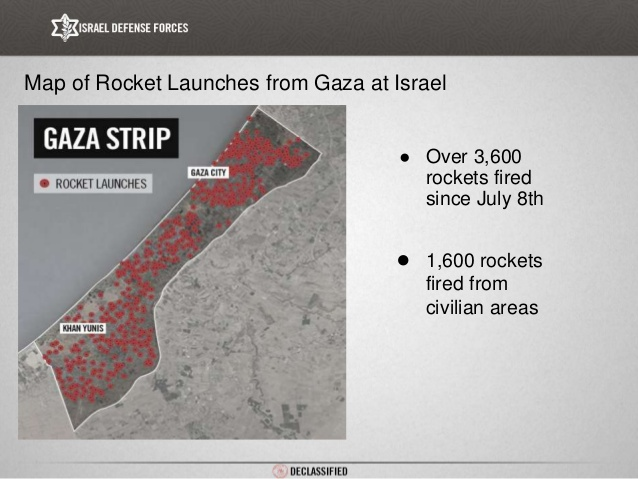 ISRAEL DEFENSE FORCES
Map of Rocket Launches from Gaza at Israel
GAZA STRIP
ROCKET LAUNCHES
GAZA CITY
KHAN YUNIS
● Over 3,600
rockets fired
since July 8th
● 1,600 rockets
fired from
civilian areas
DECLASSIFIED